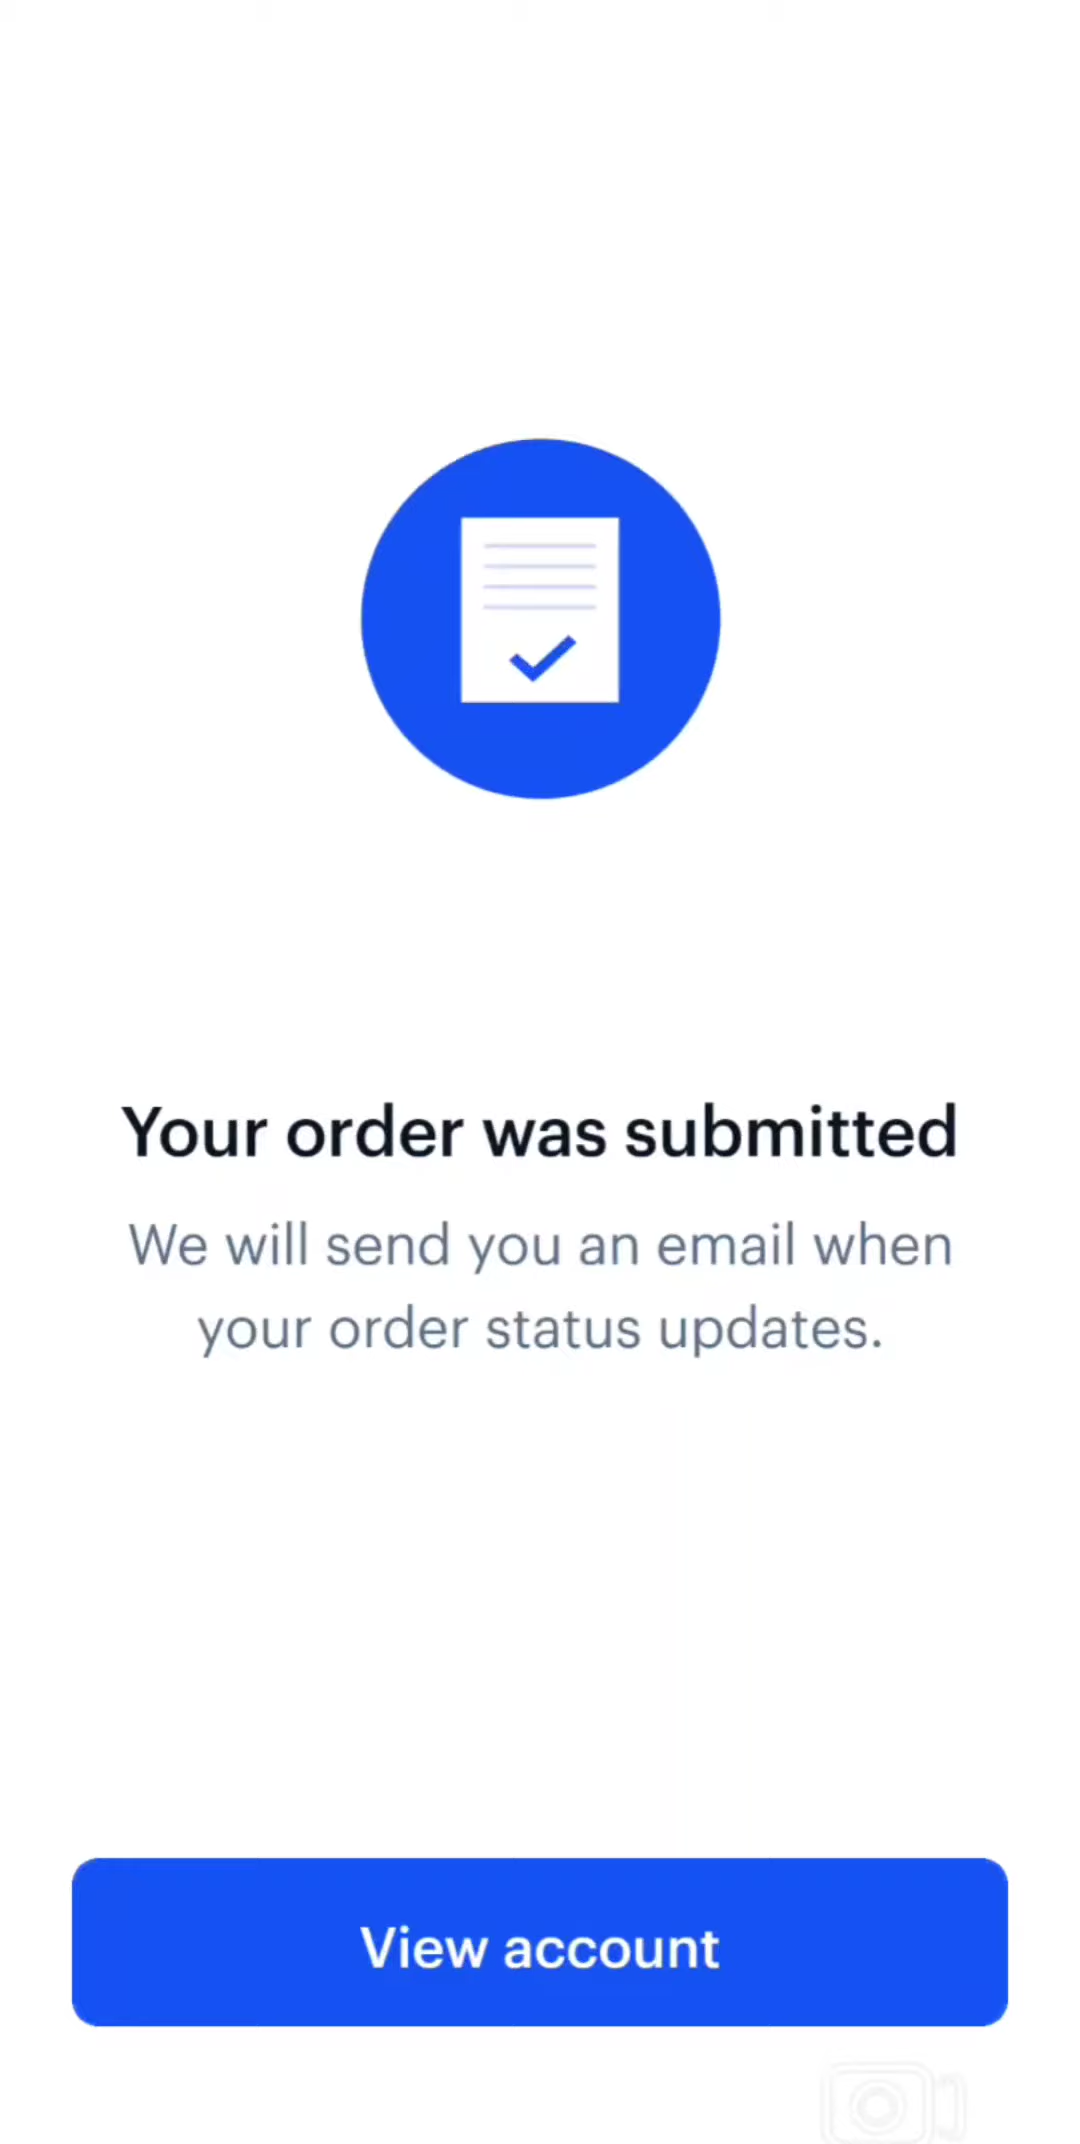 Your order was submitted
We will send you an email when
your order status updates.
View account